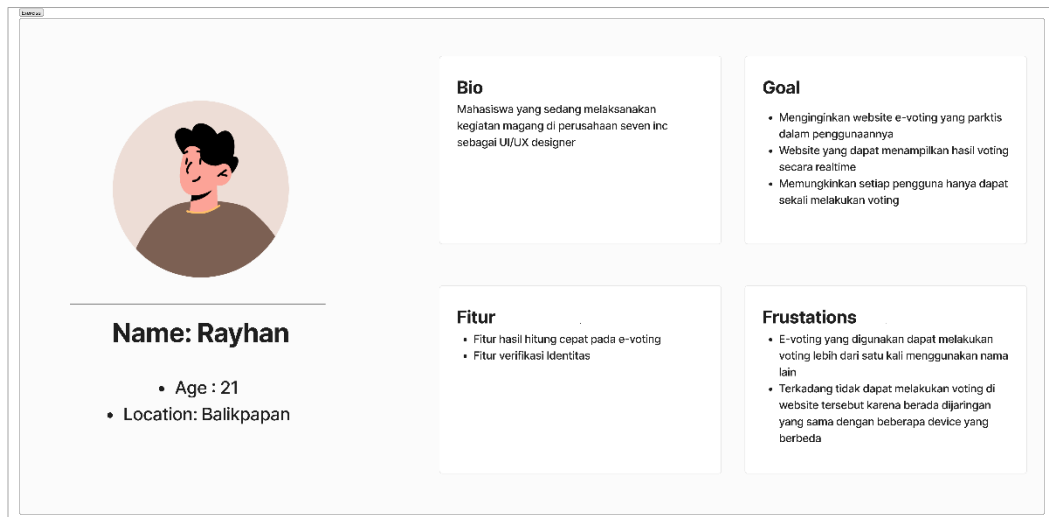 Name: Rayhan
• Age : 21
• Location: Balikpapan
Bio
Mahasiswa yang sedang melaksanakan
kegiatan magang di perusahaan seven inc
sebagai UI/UX designer
Goal
• Menginginkan website e-voting yang parktis
dalam penggunaannya
• Website yang dapat menampilkan hasil voting
secara realtime
• Memungkinkan setiap pengguna hanya dapat
sekali melakukan voting
Fitur
• Fitur hasil hitung cepat pada e-voting
• Fitur verifikasi Identitas
Frustations
• E-voting yang digunakan dapat melakukan
voting lebih dari satu kali menggunakan nama
lain
• Terkadang tidak dapat melakukan voting di
website tersebut karena berada dijaringan
yang sama dengan beberapa device yang
berbeda